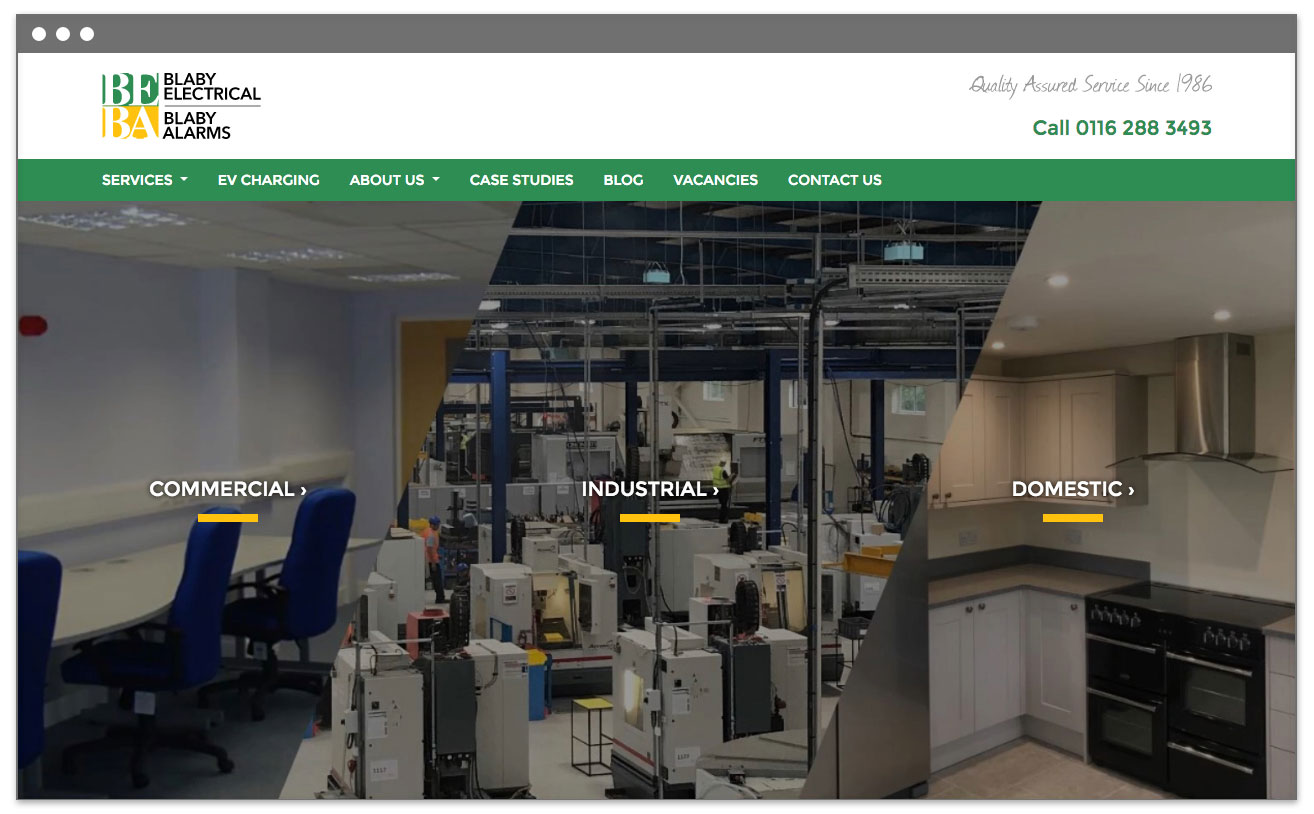 BE BLABY
ELECTRICAL
BA BLABY
ALARMS
Quality Assured Service Since 1986
Call 0116 288 3493
SERVICES EV CHARGING ABOUT US CASE STUDIES BLOG VACANCIES CONTACT US
COMMERCIAL › INDUSTRIAL › DOMESTIC ›
1117